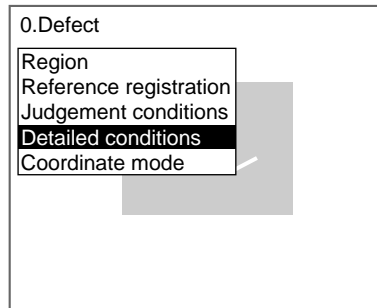 0.Defect
Region
Reference registration
Judgement conditions
Detailed conditions
Coordinate mode